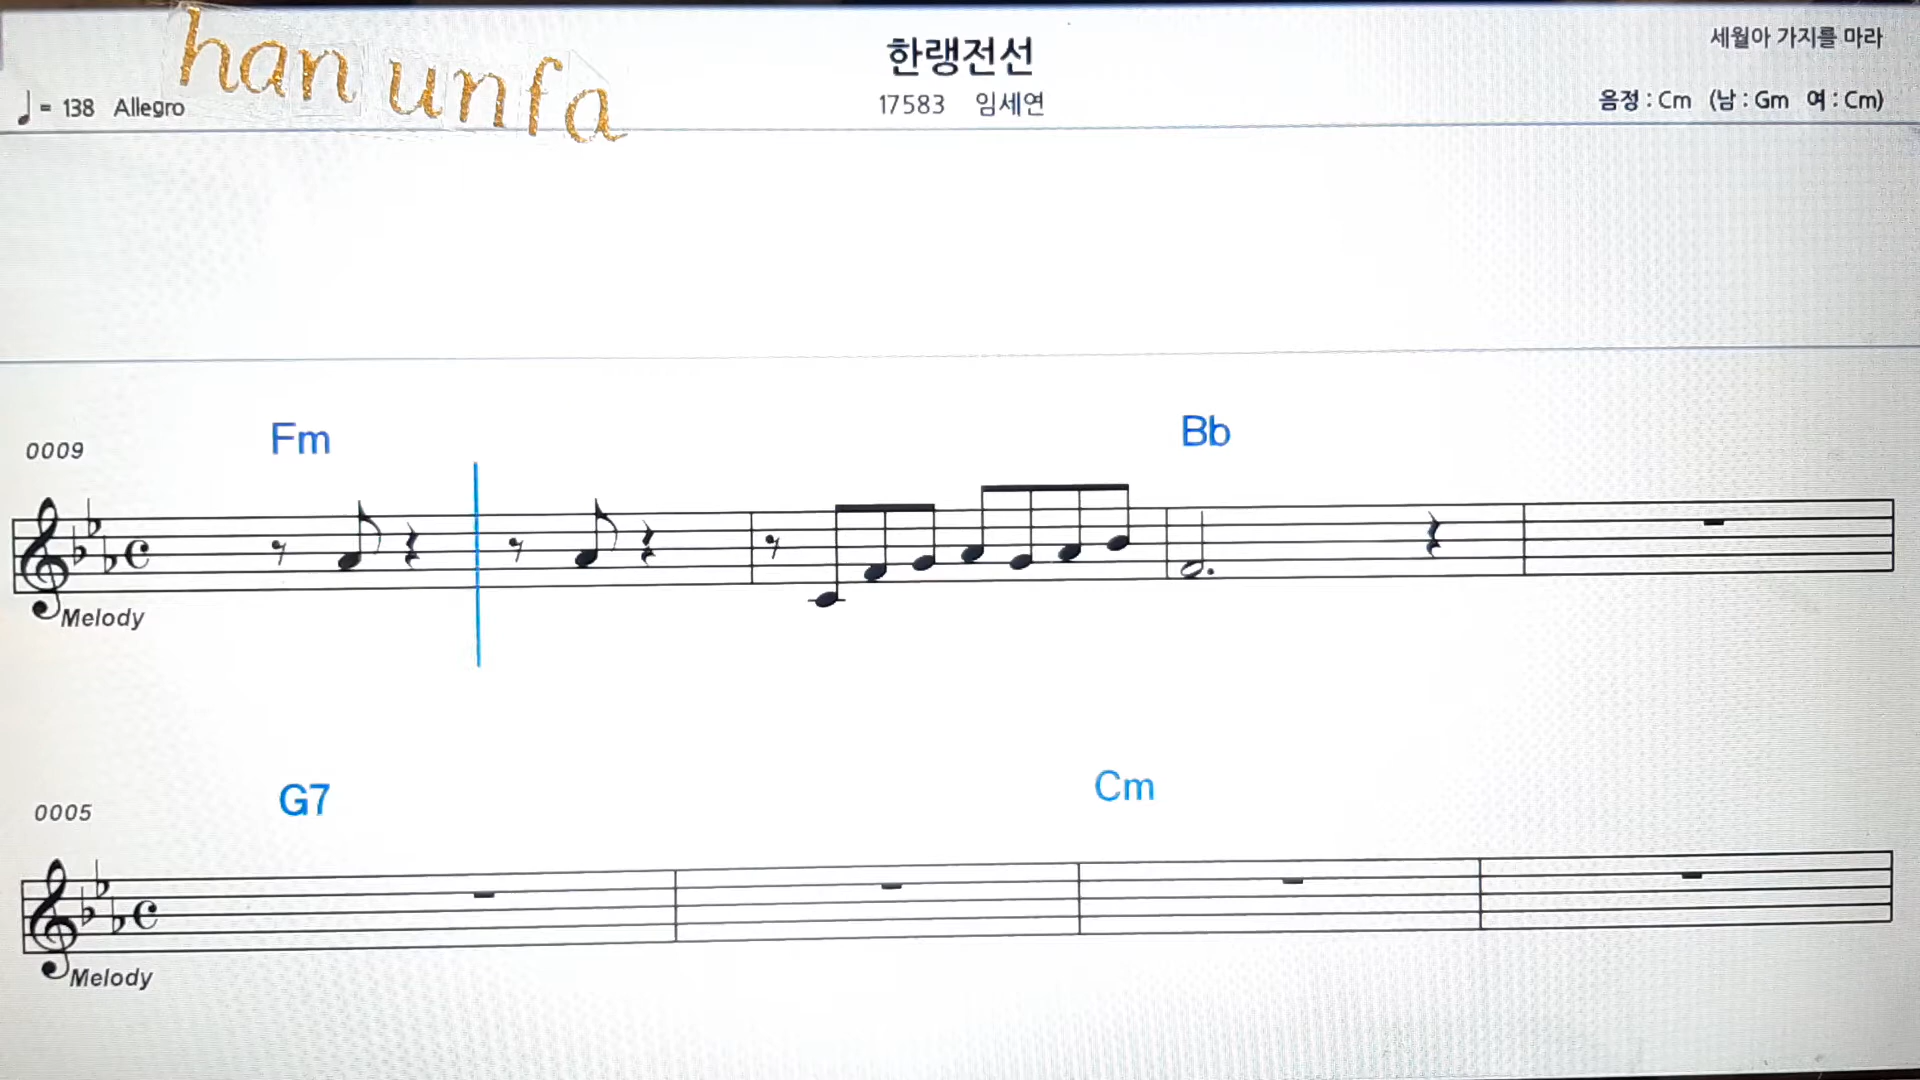 han unfa
한랭전선
세월아 가지를 마라
♩ = 138 Allegro
17583 임세연
음정 : Cm (남 : Gm 여 : Cm)
Fm Bb
0009
Melody
G7 Cm
0005
Melody